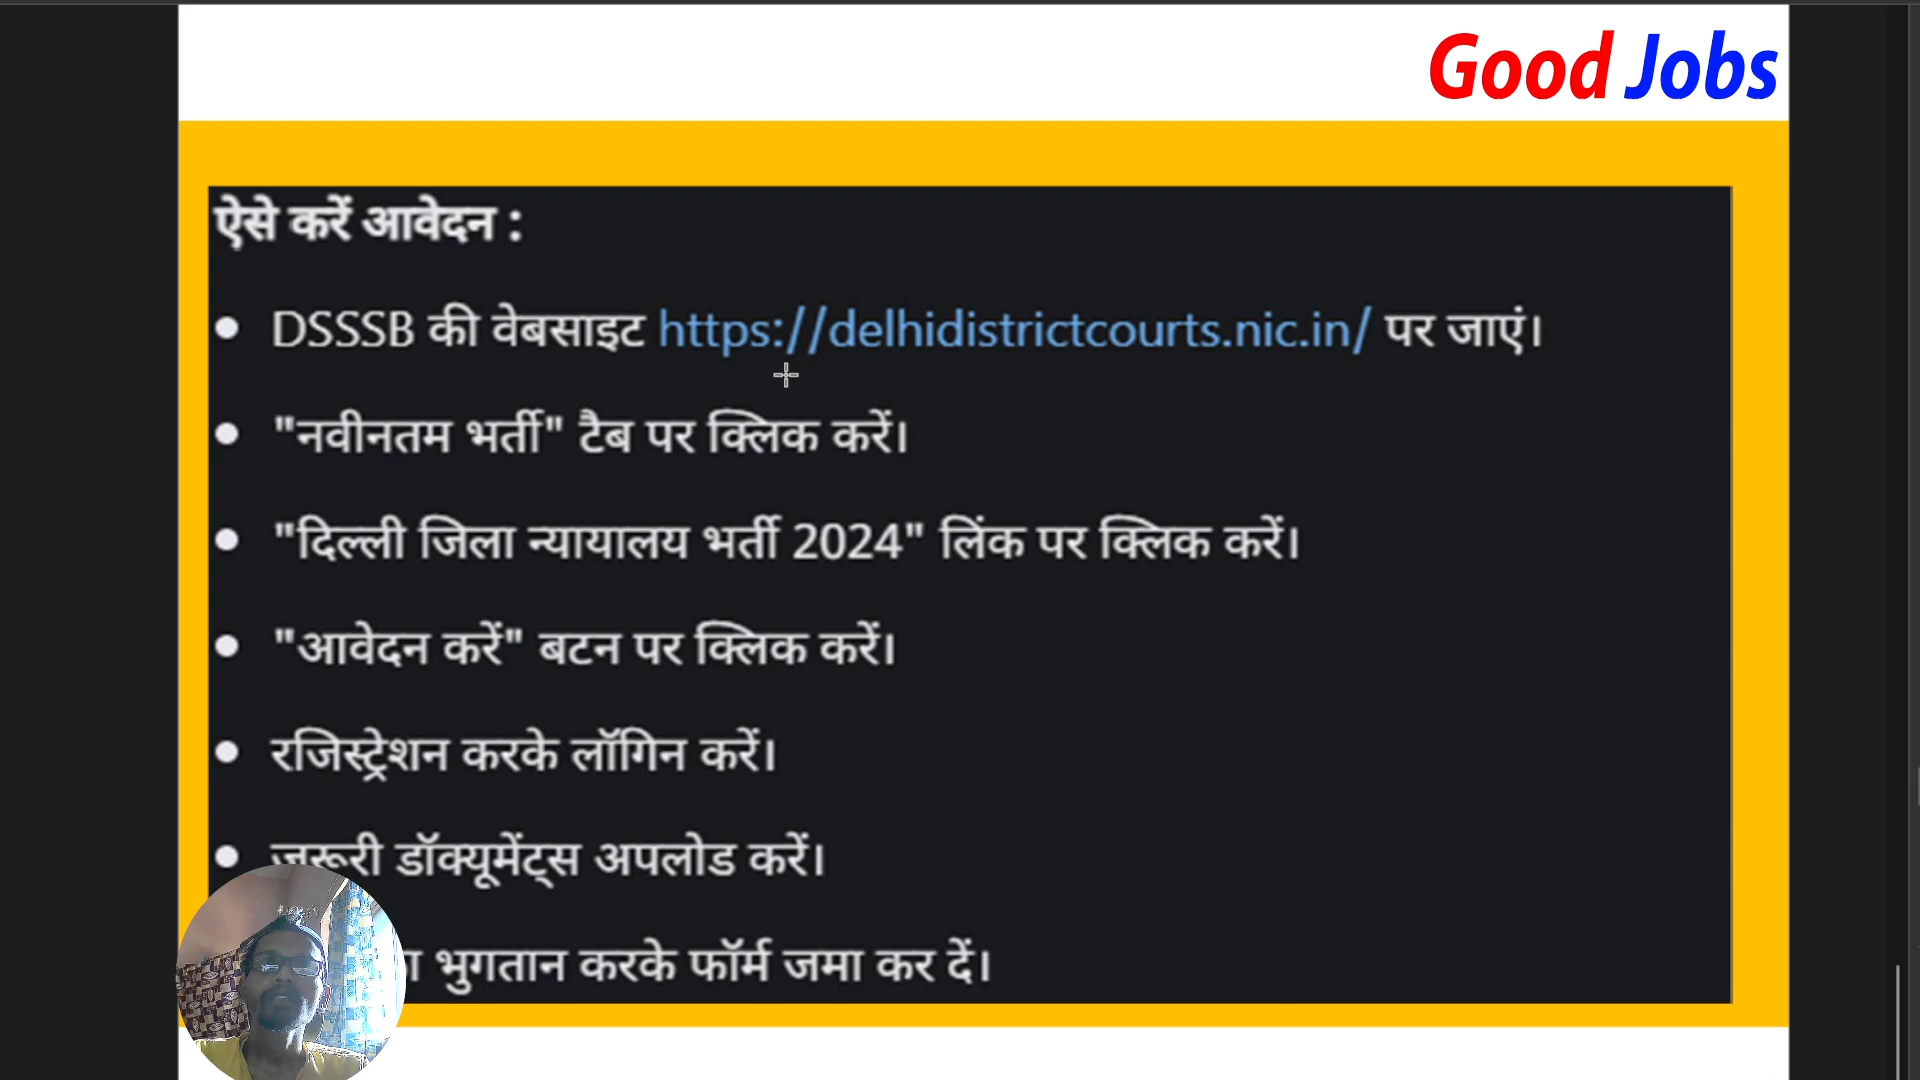 Good Jobs
ऐसे करें आवेदन :
• DSSSB की वेबसाइट https://delhidistrictcourts.nic.in/ पर जाएं।
• "नवीनतम भर्ती" टैब पर क्लिक करें।
• "दिल्ली जिला न्यायालय भर्ती 2024" लिंक पर क्लिक करें।
• "आवेदन करें" बटन पर क्लिक करें।
• रजिस्ट्रेशन करके लॉगिन करें।
• जरूरी डॉक्यूमेंट्स अपलोड करें।
भुगतान करके फॉर्म जमा कर दें।